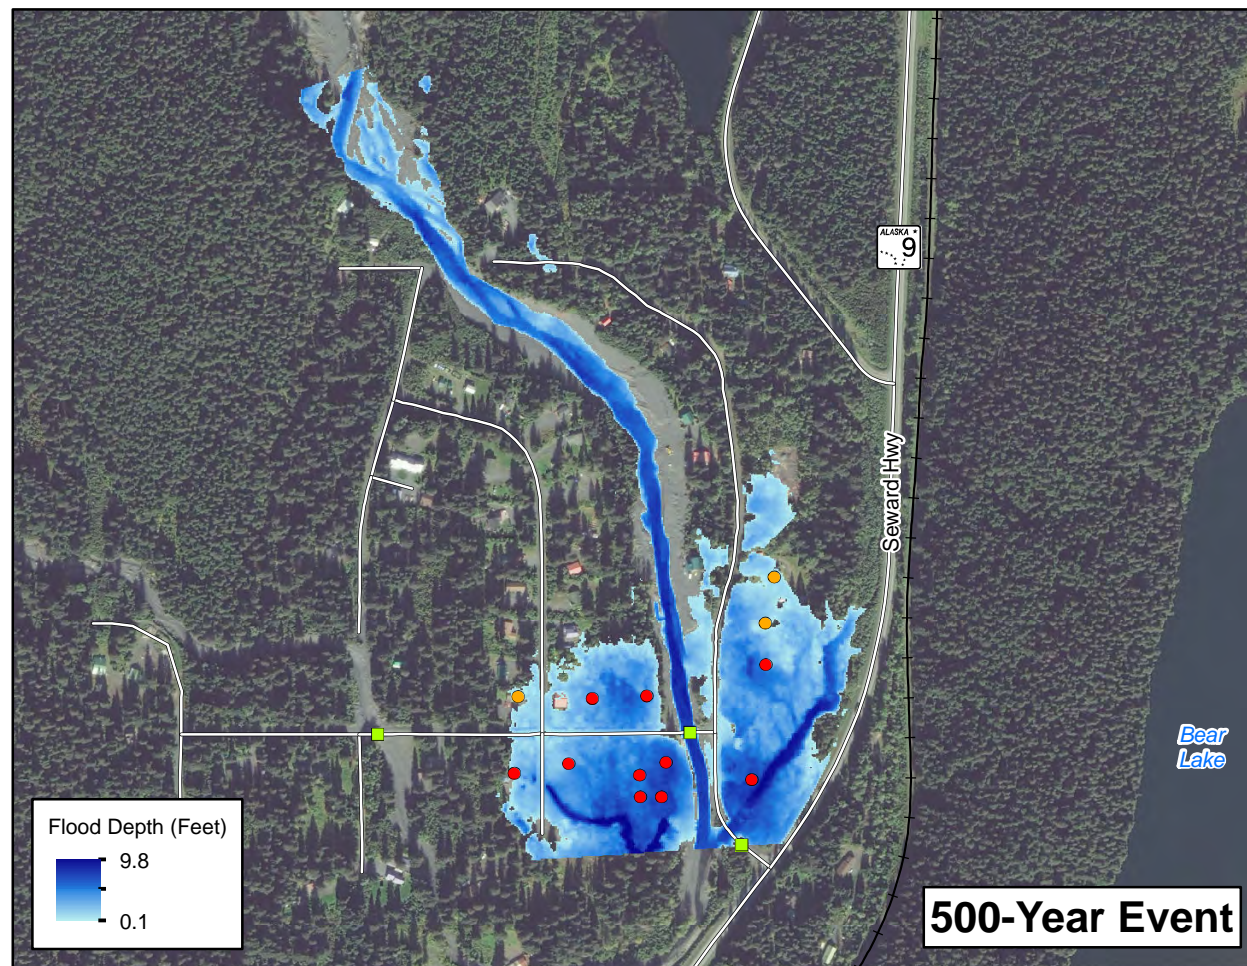 ALASKA
9
Seward Hwy
Bear
Lake
Flood Depth (Feet)
9.8
0.1
500-Year Event